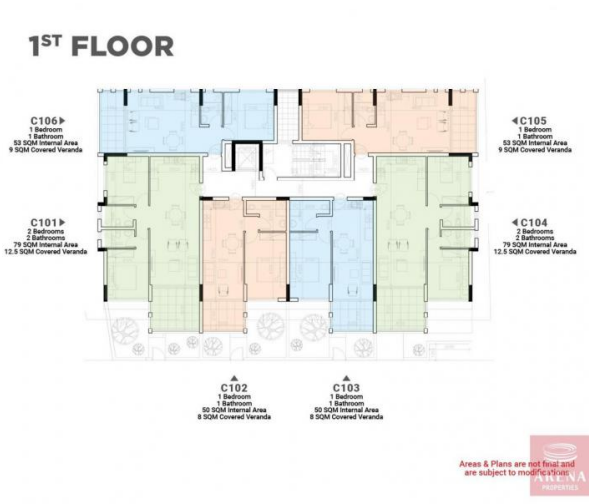 1ST FLOOR
C106
1 Bedroom
1 Bathroom
53 SQM Internal Area
9 SQM Covered Veranda
C105
1 Bedroom
1 Bathroom
53 SQM Internal Area
9 SQM Covered Veranda
C101
2 Bedrooms
2 Bathrooms
79 SQM Internal Area
12.5 SQM Covered Veranda
C104
2 Bedrooms
2 Bathrooms
79 SQM Internal Area
12.5 SQM Covered Veranda
C102
1 Bedroom
1 Bathroom
50 SQM Internal Area
8 SQM Covered Veranda
C103
1 Bedroom
1 Bathroom
50 SQM Internal Area
8 SQM Covered Veranda
Areas & Plans are not final and
are subject to modifications
ARENA
PROPERTIES